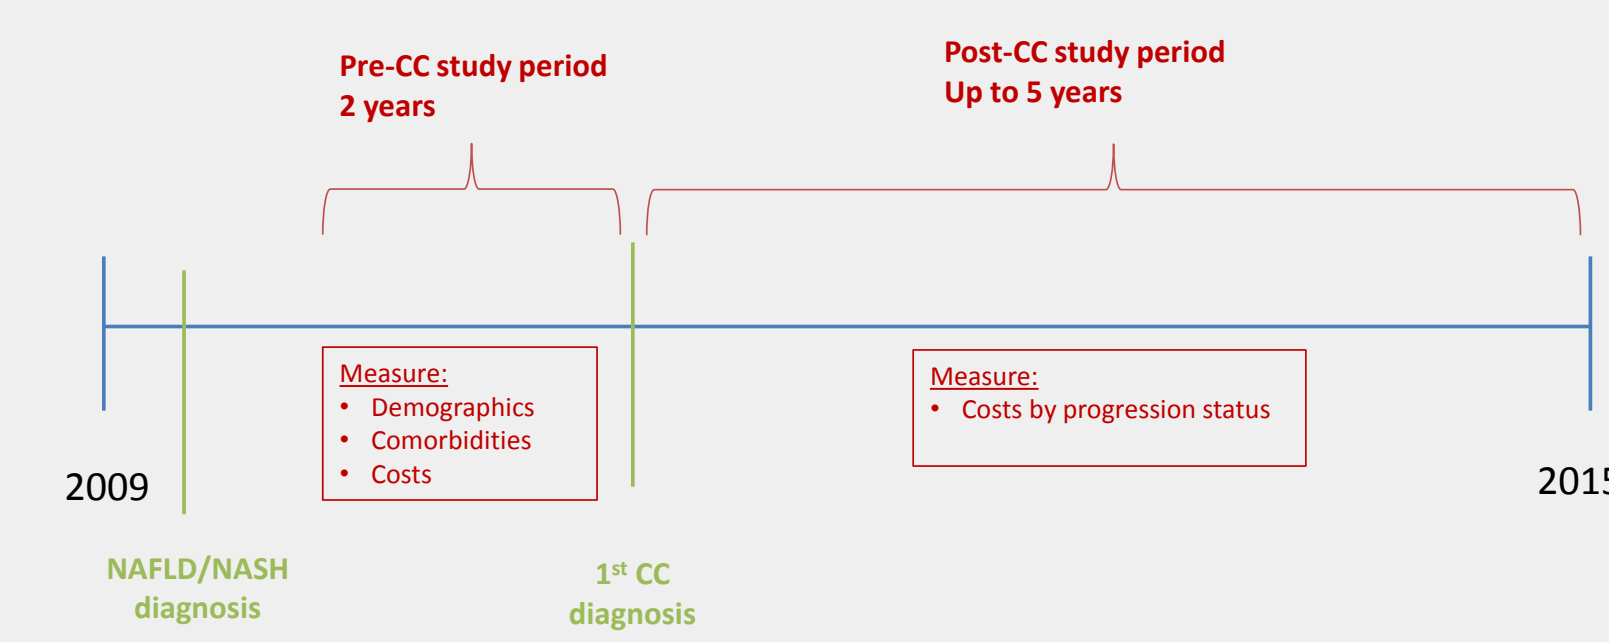 Pre-CC study period
2 years
Post-CC study period
Up to 5 years
Measure:
• Demographics
• Comorbidities
• Costs
Measure:
• Costs by progression status
2009
2015
NAFLD/NASH
diagnosis
1st CC
diagnosis